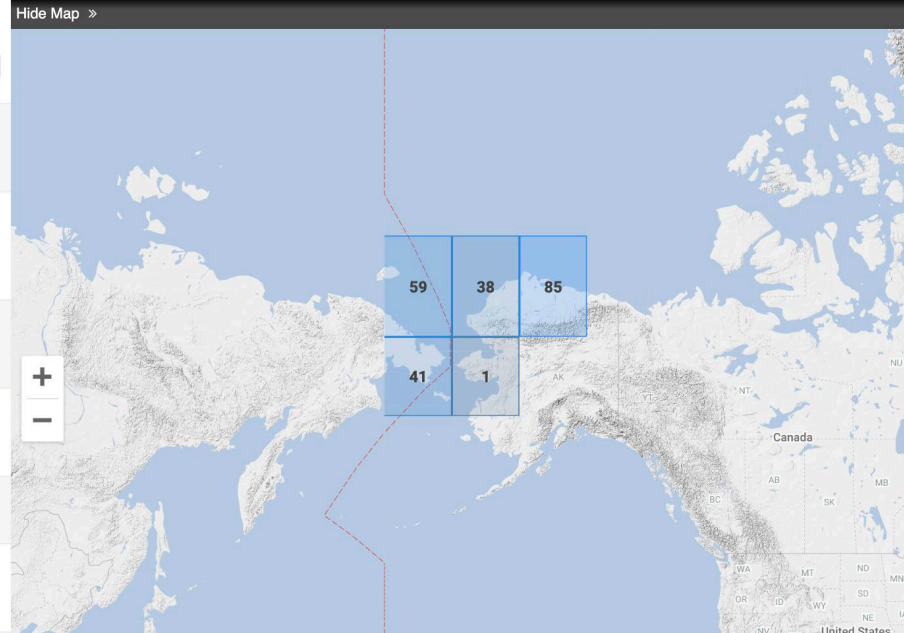 Hide Map »
59 38 85
41 1
+
−
AK
YT
NT
NU
Canada
BC
AB
SK
MB
WA
MT
ND
MN
OR
ID
WY
SD
NE
NV
United States